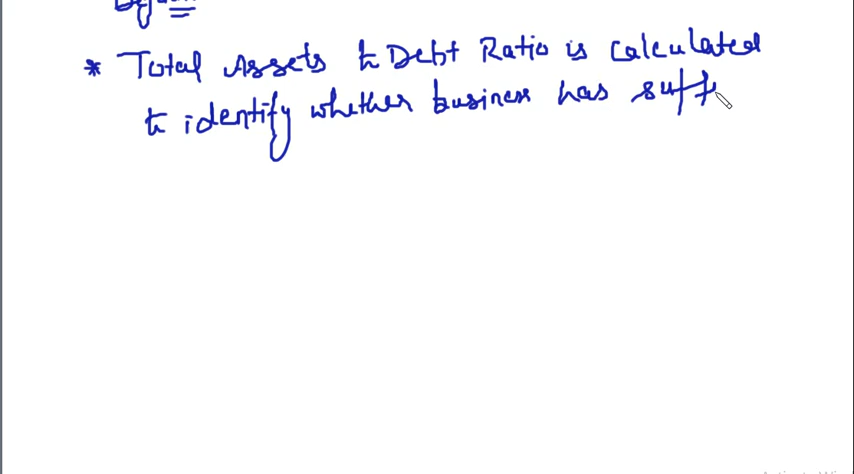 * Total Assets to Debt Ratio is calculated
to identify whether business has suff